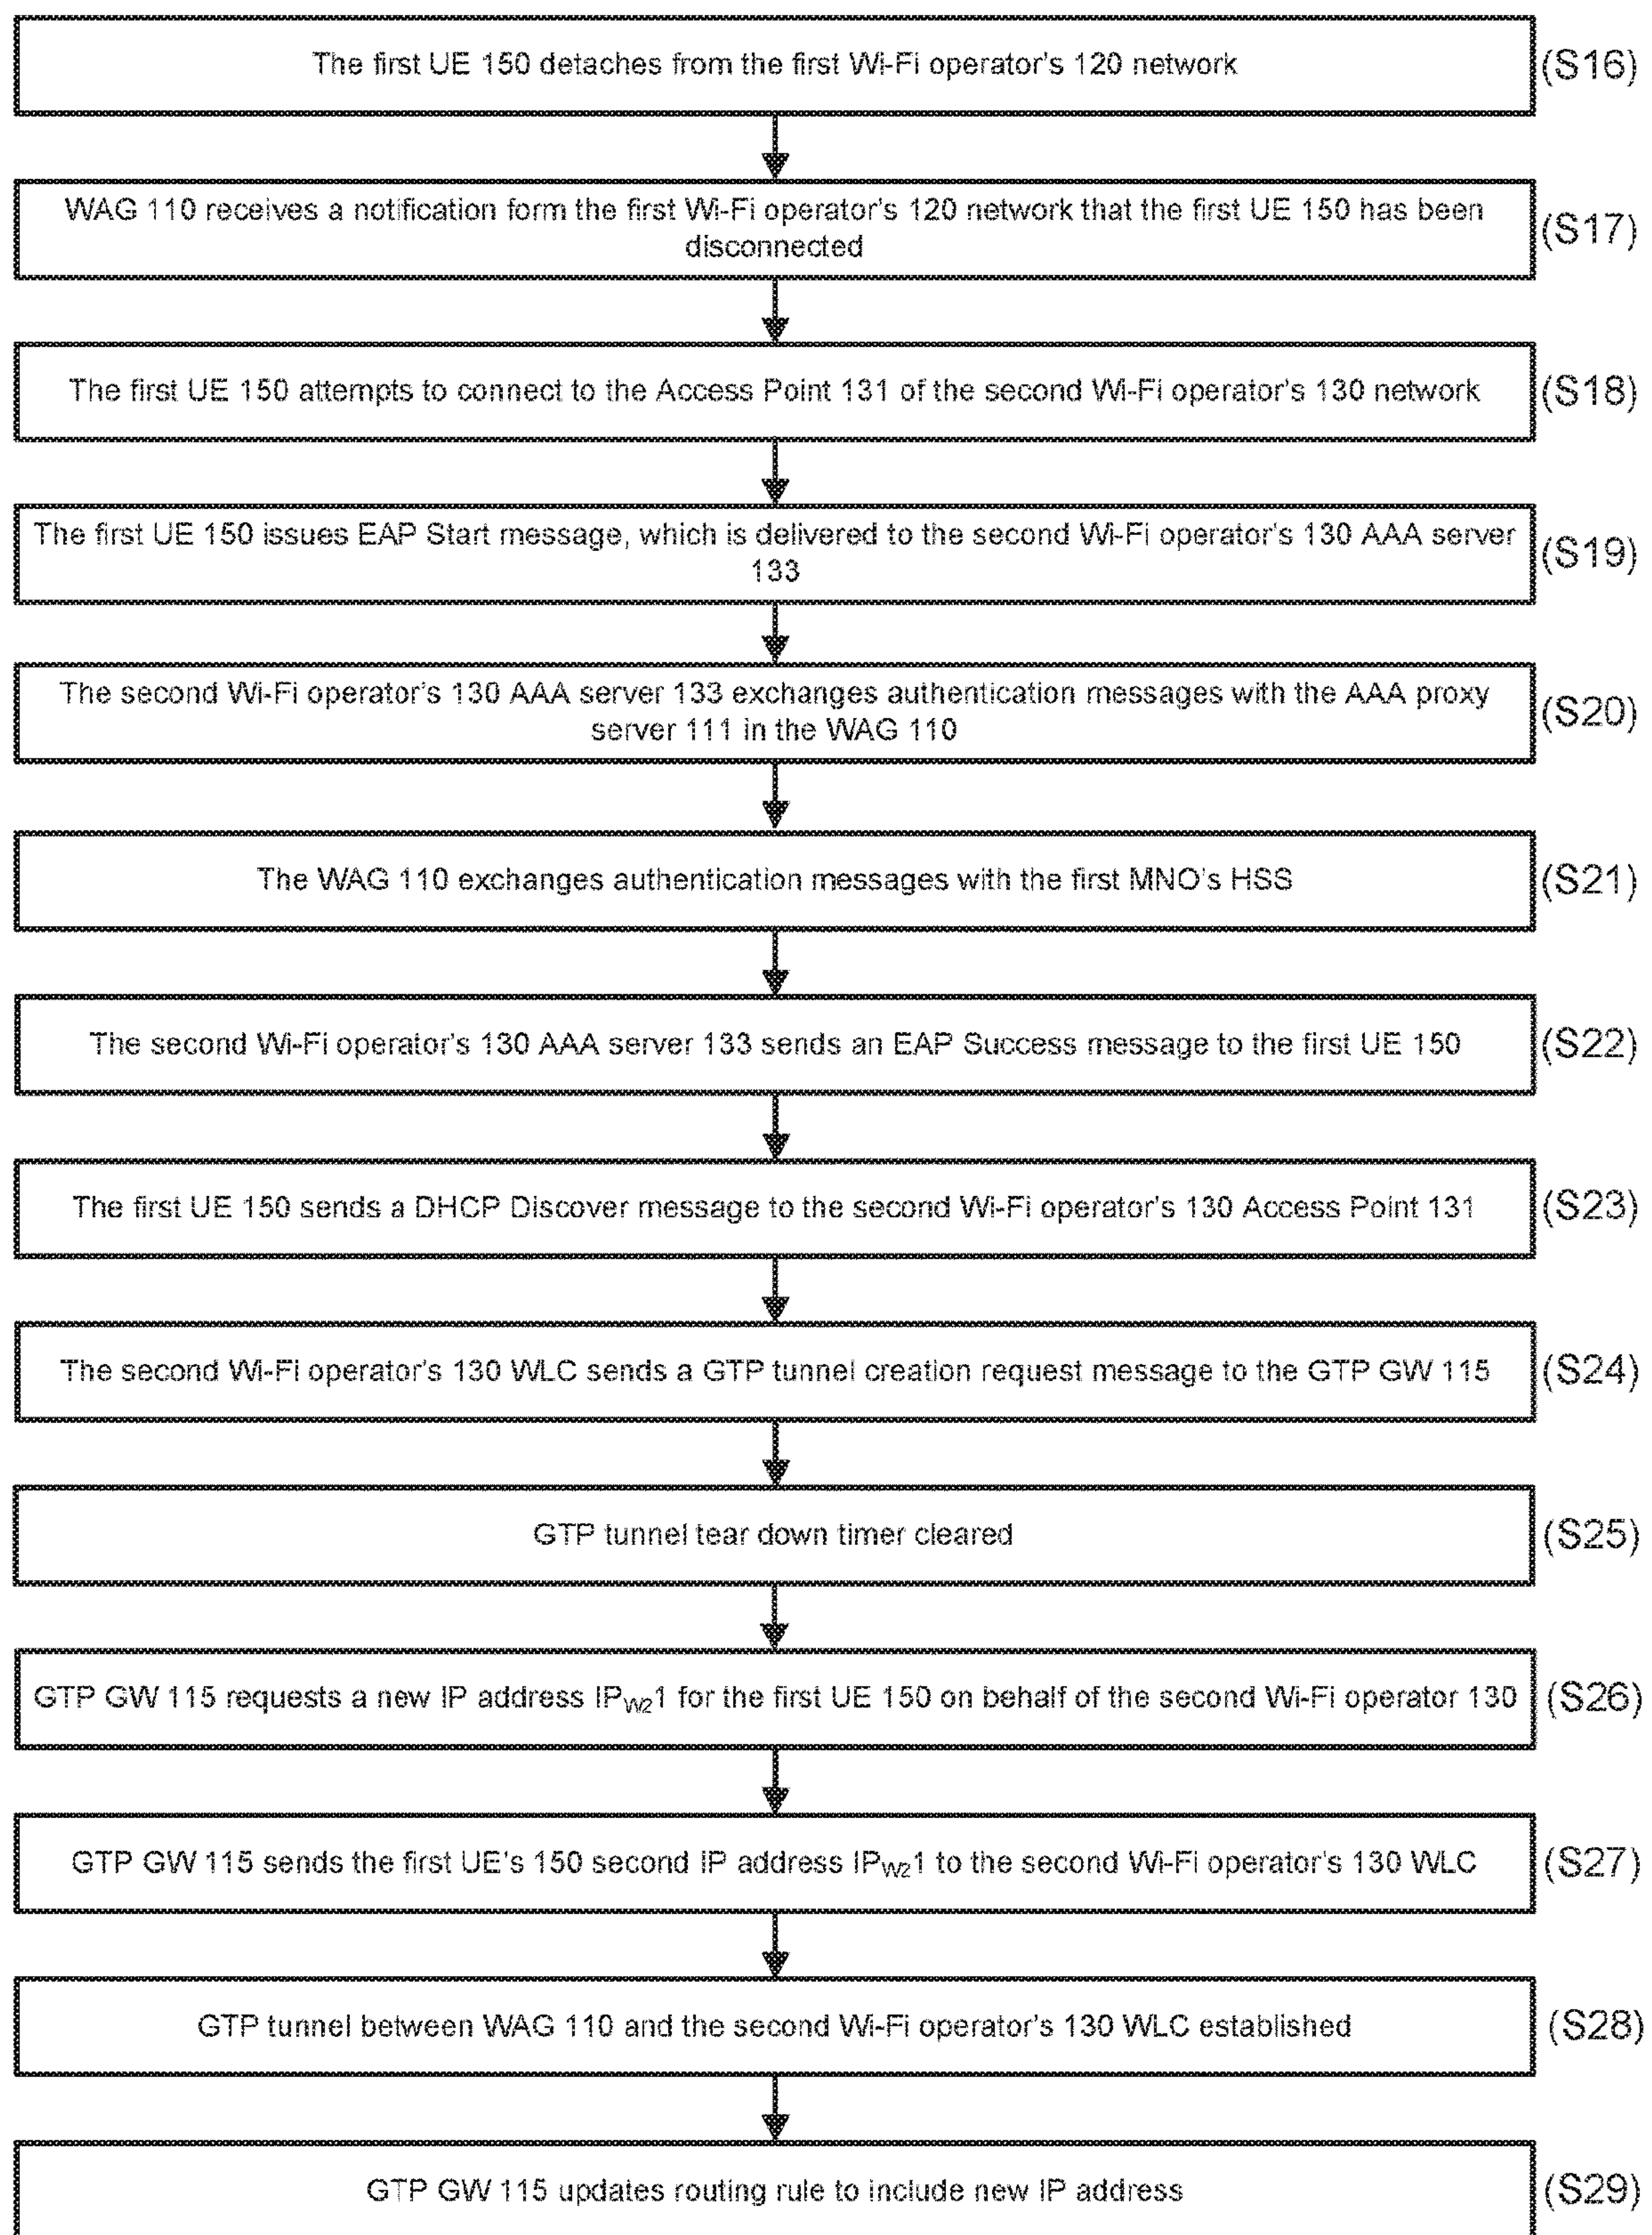 The first UE 150 detaches from the first Wi-Fi operator's 120 network
(S16)
WAG 110 receives a notification form the first Wi-Fi operator's 120 network that the first UE 150 has been
disconnected
(S17)
The first UE 150 attempts to connect to the Access Point 131 of the second Wi-Fi operator's 130 network
(S18)
The first UE 150 issues EAP Start message, which is delivered to the second Wi-Fi operator's 130 AAA server
133
(S19)
The second Wi-Fi operator's 130 AAA server 133 exchanges authentication messages with the AAA proxy
server 111 in the WAG 110
(S20)
The WAG 110 exchanges authentication messages with the first MNO's HSS
(S21)
The second Wi-Fi operator's 130 AAA server 133 sends an EAP Success message to the first UE 150
(S22)
The first UE 150 sends a DHCP Discover message to the second Wi-Fi operator's 130 Access Point 131
(S23)
The second Wi-Fi operator's 130 WLC sends a GTP tunnel creation request message to the GTP GW 115
(S24)
GTP tunnel tear down timer cleared
(S25)
GTP GW 115 requests a new IP address IPW21 for the first UE 150 on behalf of the second Wi-Fi operator 130
(S26)
GTP GW 115 sends the first UE's 150 second IP address IPW21 to the second Wi-Fi operator's 130 WLC
(S27)
GTP tunnel between WAG 110 and the second Wi-Fi operator's 130 WLC established
(S28)
GTP GW 115 updates routing rule to include new IP address
(S29)